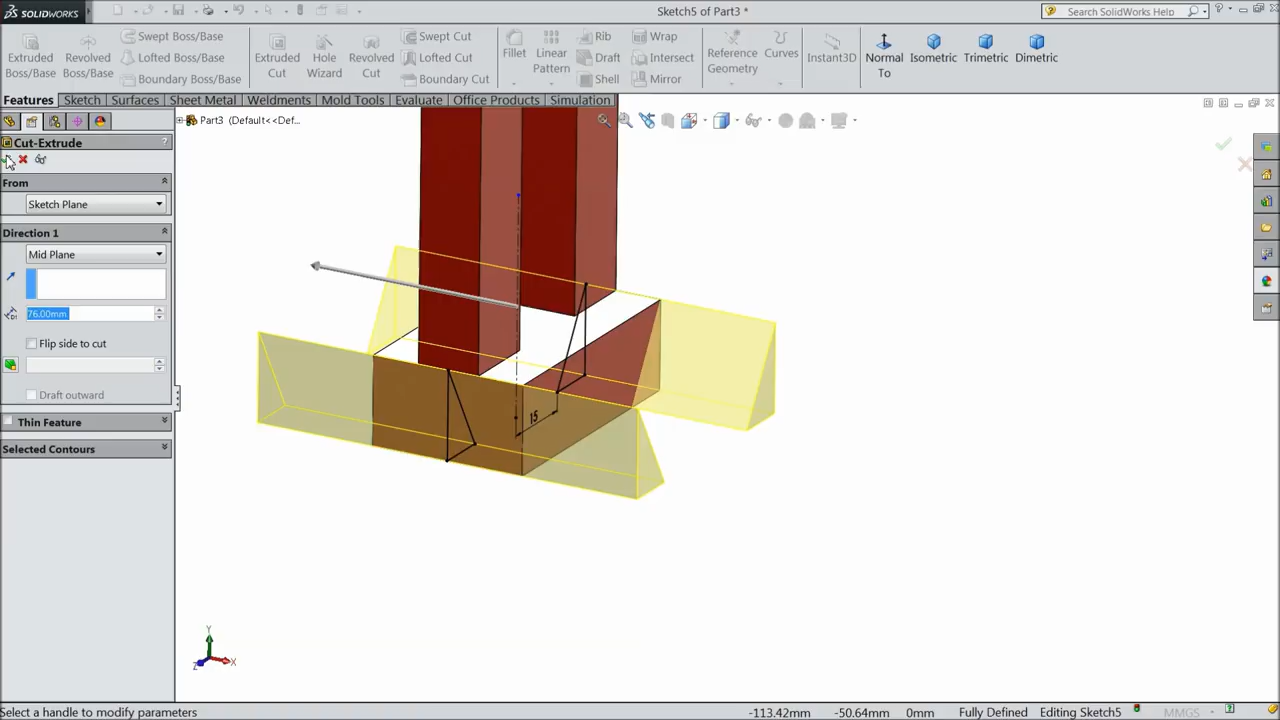 SOLIDWORKS
Sketch5 of Part3 *
Search SolidWorks Help
Extruded Boss/Base
Revolved Boss/Base
Swept Boss/Base
Lofted Boss/Base
Boundary Boss/Base
Extruded Cut
Hole Wizard
Revolved Cut
Swept Cut
Lofted Cut
Boundary Cut
Fillet
Linear Pattern
Rib
Draft
Shell
Wrap
Intersect
Mirror
Reference Geometry
Curves
Instant3D
Normal To
Isometric
Trimetric
Dimetric
Features Sketch Surfaces Sheet Metal Weldments Mold Tools Evaluate Office Products Simulation
Part3 (Default<<Def...
Cut-Extrude
From
Sketch Plane
Direction 1
Mid Plane
76.00mm
Flip side to cut
Draft outward
Thin Feature
Selected Contours
15
Y
Z
X
Select a handle to modify parameters
-113.42mm -50.64mm 0mm Fully Defined Editing Sketch5 MMGS